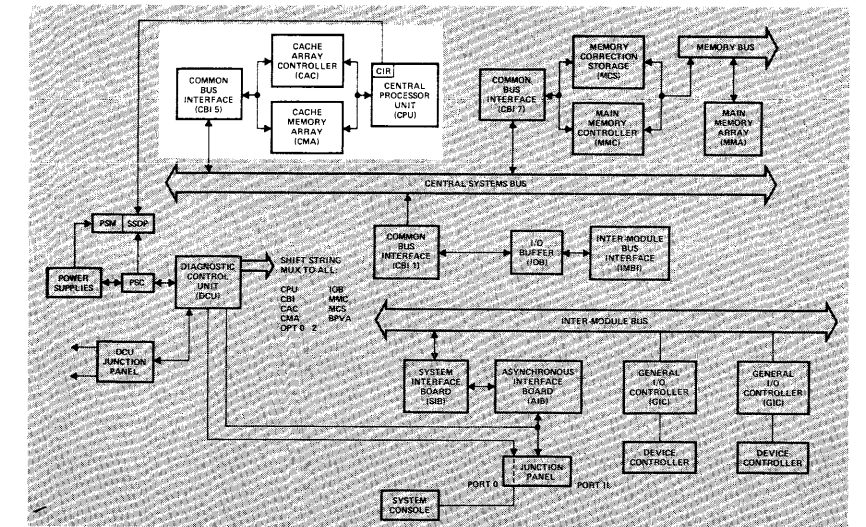 CACHE
ARRAY
CONTROLLER
(CAC)
CIR
COMMON
BUS
INTERFACE
(CBI 5)
CENTRAL
PROCESSOR
UNIT
(CPU)
CACHE
MEMORY
ARRAY
(CMA)
MEMORY
CORRECTION
STORAGE
(MCS)
MEMORY BUS
COMMON
BUS
INTERFACE
(CBI 7)
MAIN
MEMORY
CONTROLLER
(MMC)
MAIN
MEMORY
ARRAY
(MMA)
CENTRAL SYSTEMS BUS
PSM
SSDP
POWER
SUPPLIES
PSC
DIAGNOSTIC
CONTROL
UNIT
(DCU)
SHIFT STRING
MUX TO ALL:
CPU IOB
CBI MMC
CAC MCS
CMA BPVA
OPT 0 2
COMMON
BUS
INTERFACE
(CBI 1)
I/O
BUFFER
(IOB)
INTER-MODULE
BUS
INTERFACE
(IMBI)
INTER-MODULE BUS
DCU
JUNCTION
PANEL
SYSTEM
INTERFACE
BOARD
(SIB)
ASYNCHRONOUS
INTERFACE
BOARD
(AIB)
GENERAL
I/O
CONTROLLER
(GIC)
GENERAL
I/O
CONTROLLER
(GIC)
DEVICE
CONTROLLER
DEVICE
CONTROLLER
PORT 0
JUNCTION
PANEL
PORT 11
SYSTEM
CONSOLE